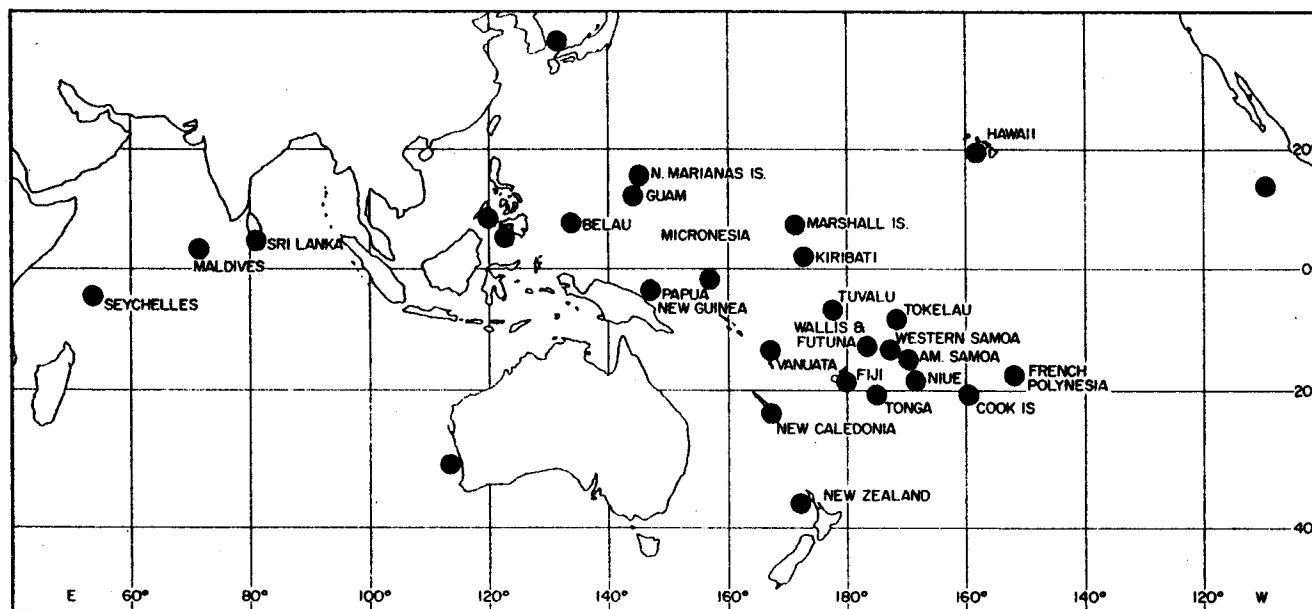 HAWAII
20°
N. MARIANAS IS.
GUAM
BELAU
MARSHALL IS.
MICRONESIA
SRI LANKA
MALDIVES
KIRIBATI
0°
SEYCHELLES
PAPUA
NEW GUINEA
TUVALU
TOKELAU
WALLIS &
FUTUNA
WESTERN SAMOA
AM. SAMOA
VANUATA
FIJI
NIUE
FRENCH
POLYNESIA
20°
TONGA
COOK IS
NEW CALEDONIA
NEW ZEALAND
40°
E 60° 80° 100° 120° 140° 160° 180° 160° 140° 120° W